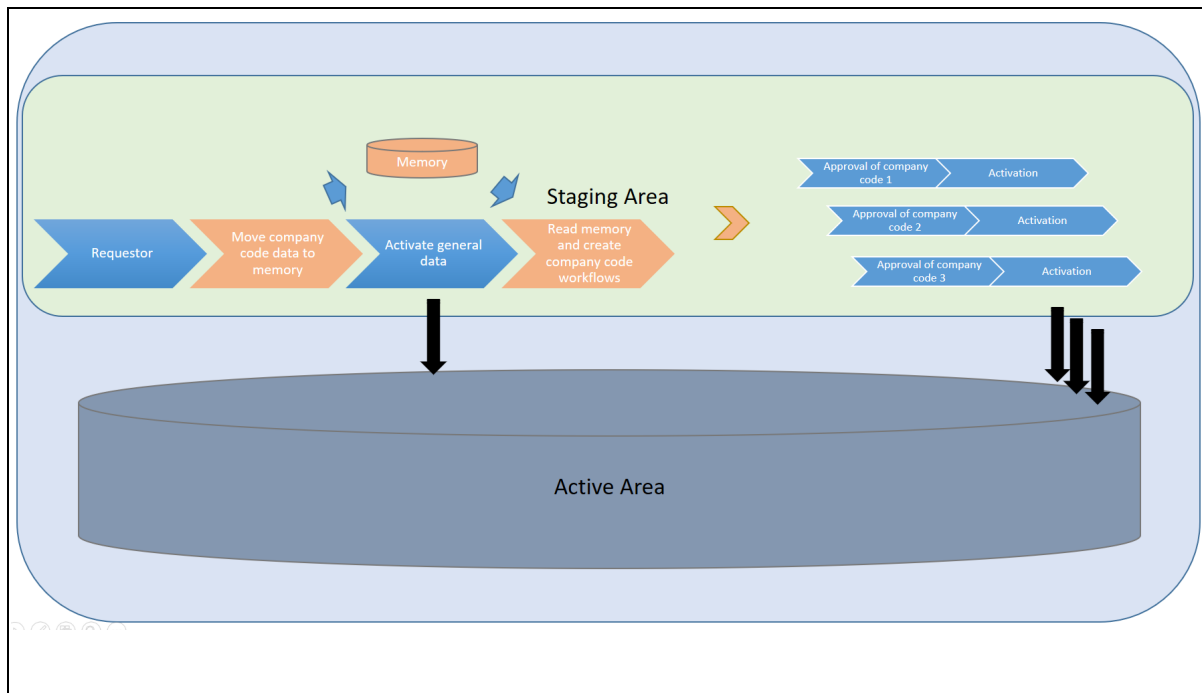 Memory
Staging Area
Requestor
Move company
code data to
memory
Activate general
data
Read memory
and create
company code
workflows
Approval of company
code 1
Activation
Approval of company
code 2
Activation
Approval of company
code 3
Activation
Active Area